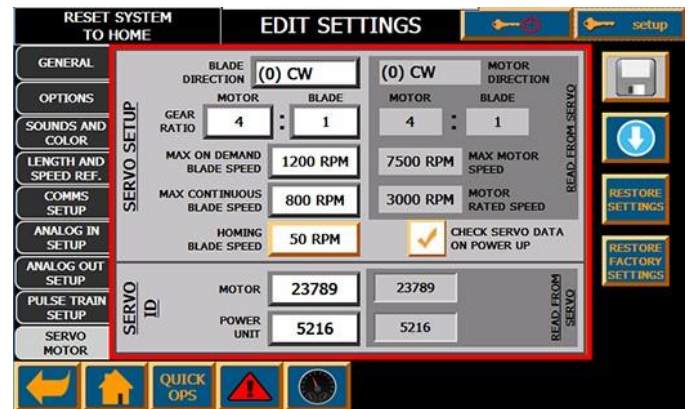 RESET SYSTEM
TO HOME
EDIT SETTINGS
setup
GENERAL
OPTIONS
SOUNDS AND
COLOR
LENGTH AND
SPEED REF.
COMMS
SETUP
ANALOG IN
SETUP
ANALOG OUT
SETUP
PULSE TRAIN
SETUP
SERVO
MOTOR
SERVO SETUP
BLADE
DIRECTION
(0) CW
(0) CW
MOTOR
DIRECTION
MOTOR
BLADE
MOTOR
BLADE
GEAR
RATIO
4 : 1
4 : 1
MAX ON DEMAND
BLADE SPEED
1200 RPM
7500 RPM
MAX MOTOR
SPEED
MAX CONTINUOUS
BLADE SPEED
800 RPM
3000 RPM
MOTOR
RATED SPEED
READ FROM SERVO
HOMING
BLADE SPEED
50 RPM
CHECK SERVO DATA
ON POWER UP
SERVO
ID
MOTOR
23789
23789
POWER
UNIT
5216
5216
READ FROM
SERVO
RESTORE
SETTINGS
RESTORE
FACTORY
SETTINGS
QUICK
OPS